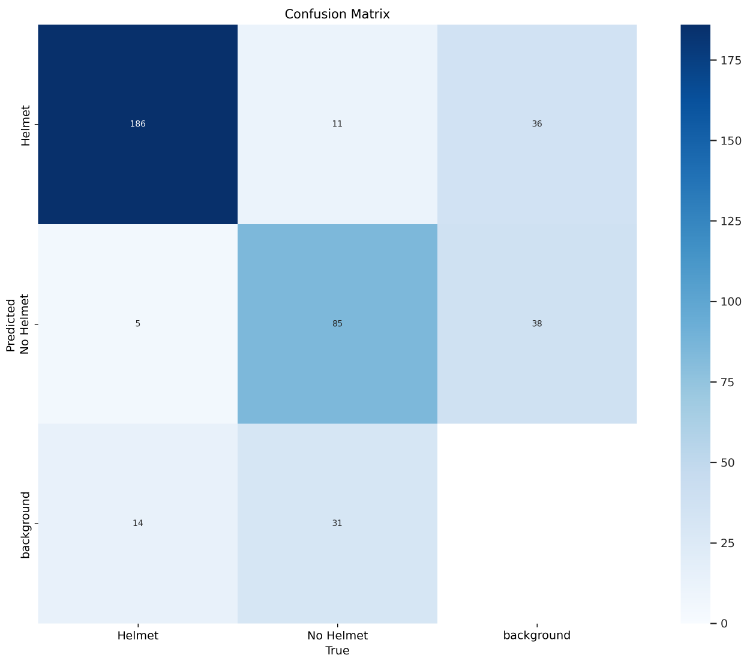 Confusion Matrix
Helmet
186
11
36
Predicted
No Helmet
5
85
38
background
14
31
Helmet
No Helmet
background
True
175
150
125
100
75
50
25
0